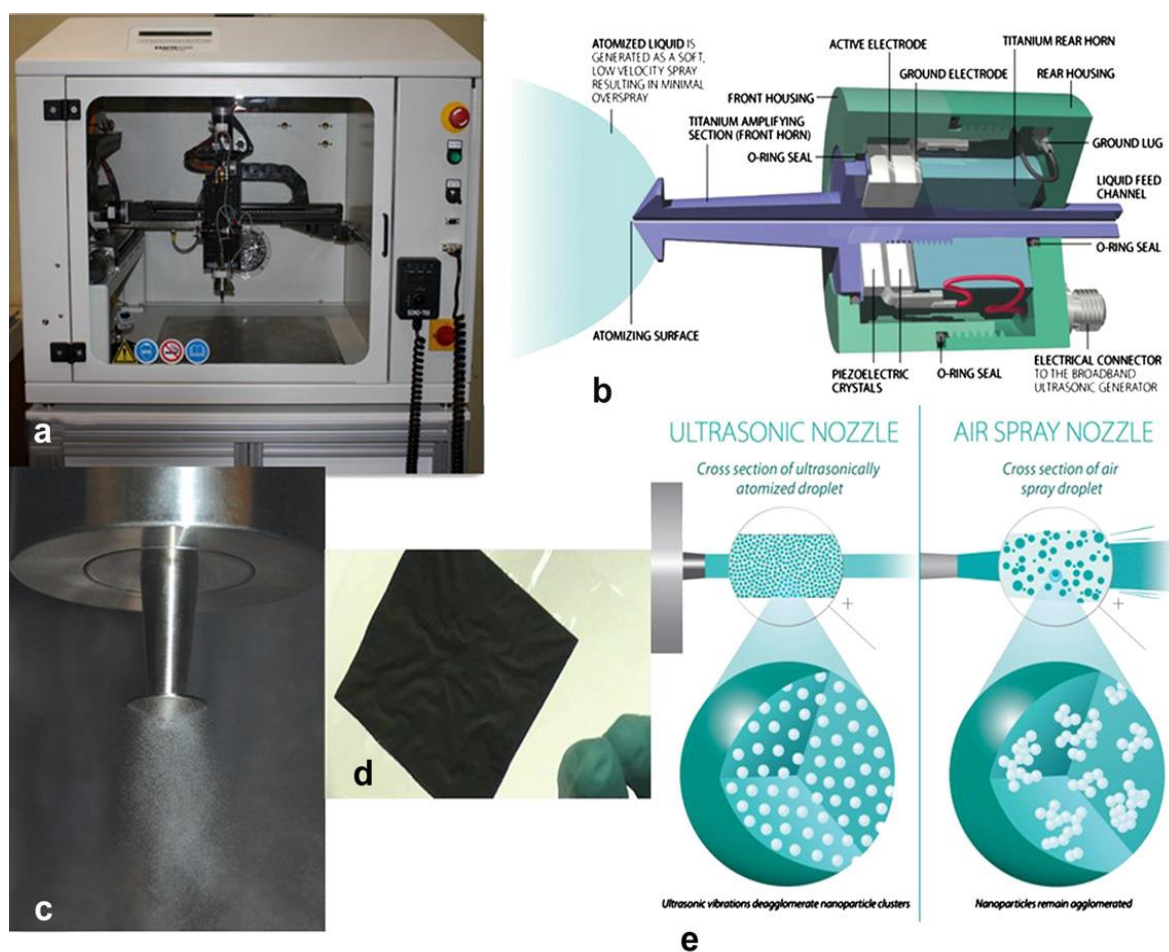 EXACTACOAT
SONO-TEK
a
ATOMIZED LIQUID IS
GENERATED AS A SOFT,
LOW VELOCITY SPRAY
RESULTING IN MINIMAL
OVERSPRAY
ACTIVE ELECTRODE
TITANIUM REAR HORN
GROUND ELECTRODE
REAR HOUSING
FRONT HOUSING
TITANIUM AMPLIFYING
SECTION (FRONT HORN)
O-RING SEAL
GROUND LUG
LIQUID FEED
CHANNEL
O-RING SEAL
ATOMIZING SURFACE
PIEZOELECTRIC
CRYSTALS
O-RING SEAL
ELECTRICAL CONNECTOR
TO THE BROADBAND
ULTRASONIC GENERATOR
b
c
d
ULTRASONIC NOZZLE
Cross section of ultrasonically
atomized droplet
Ultrasonic vibrations deagglomerate nanoparticle clusters
AIR SPRAY NOZZLE
Cross section of air
spray droplet
Nanoparticles remain agglomerated
e